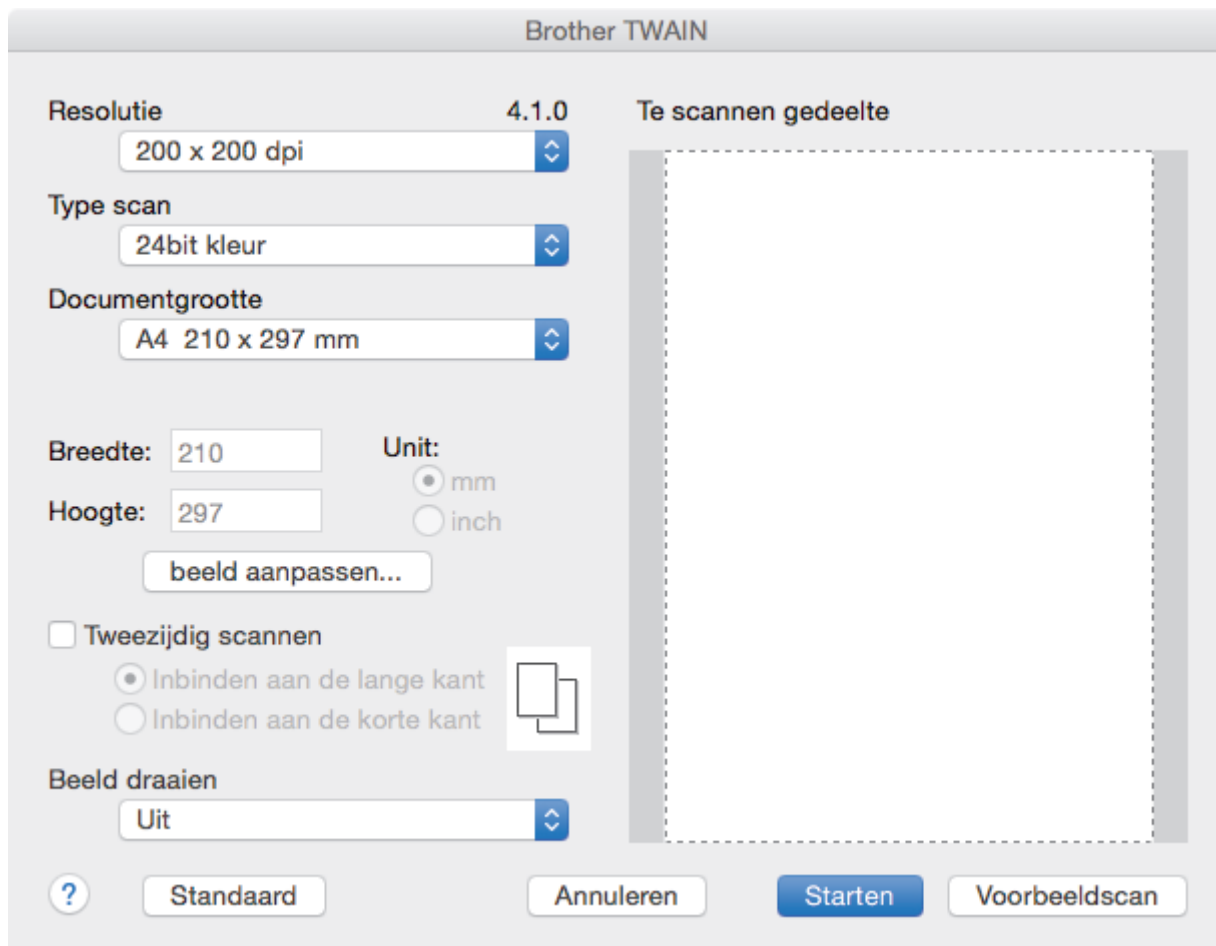 Brother TWAIN
Resolutie 4.1.0
200 x 200 dpi
Type scan
24bit kleur
Documentgrootte
A4 210 x 297 mm
Breedte: 210
Hoogte: 297
Unit:
mm
inch
beeld aanpassen...
Tweezijdig scannen
Inbinden aan de lange kant
Inbinden aan de korte kant
Beeld draaien
Uit
Te scannen gedeelte
? Standaard Annuleren Starten Voorbeeldscan